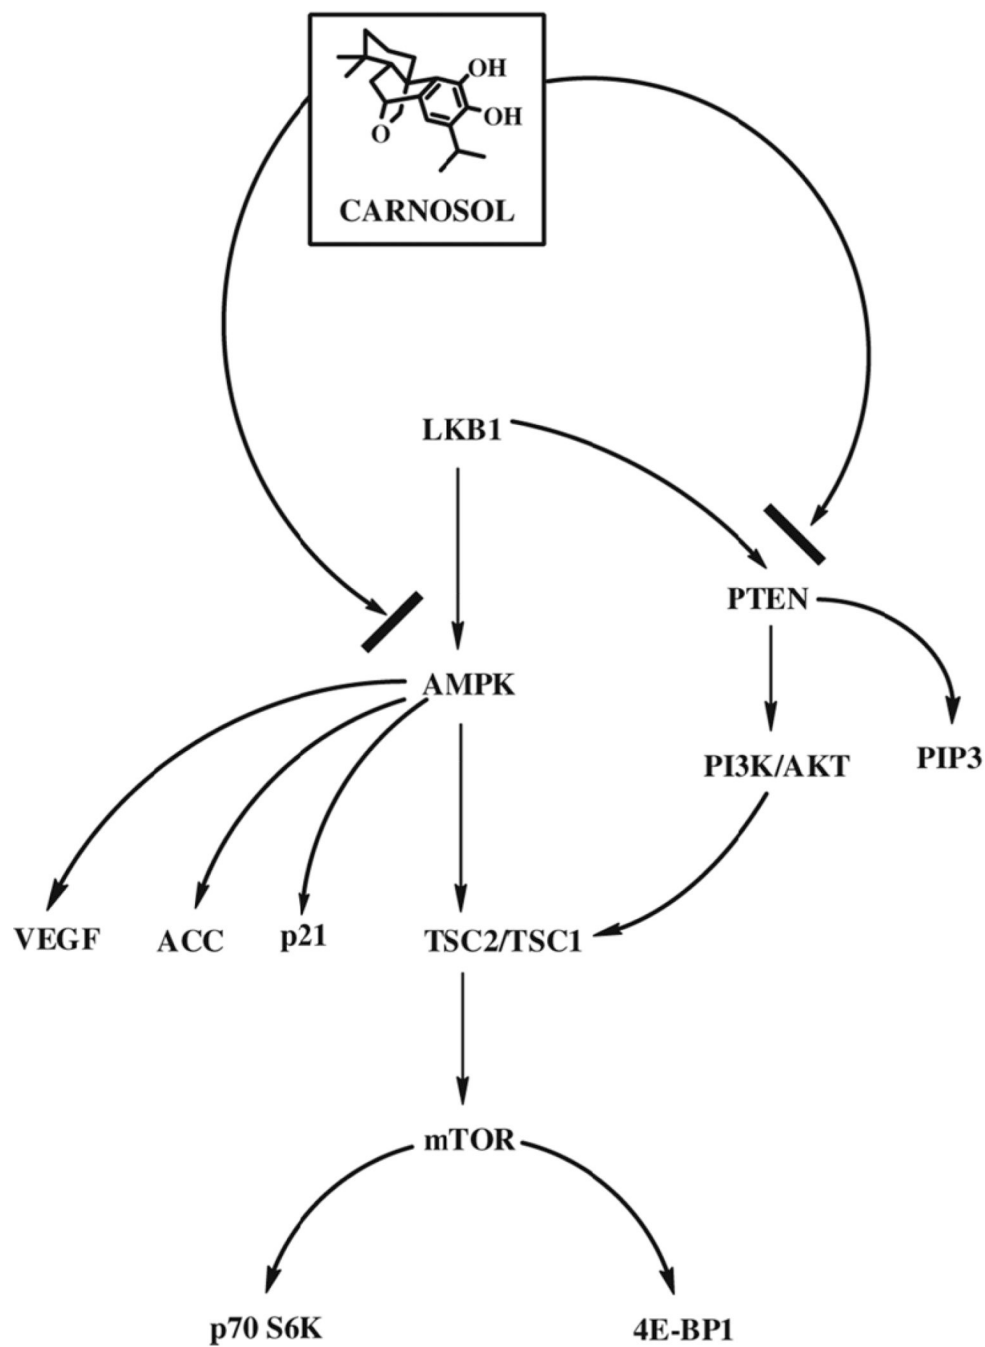 OH
OH
O
CARNOSOL
LKB1
PTEN
AMPK
PI3K/AKT
PIP3
VEGF
ACC
p21
TSC2/TSC1
mTOR
p70 S6K
4E-BP1